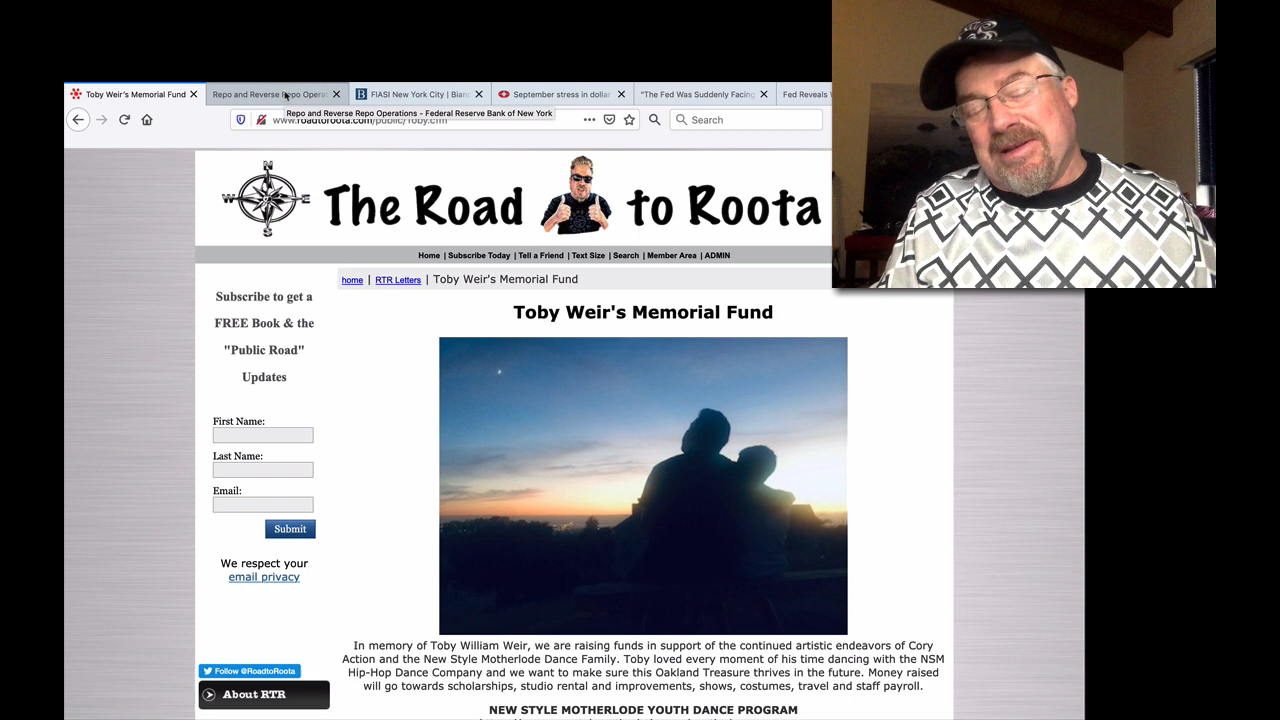 Toby Weir's Memorial Fund
Repo and Reverse Repo Operat
FIASI New York City | Bian
September stress in dollar
"The Fed Was Suddenly Facing
Fed Reveals
Repo and Reverse Repo Operations – Federal Reserve Bank of New York
www.roadtoroota.com/public/Toby.cfm
Search
N
W
E
S
The Road to Roota
Home | Subscribe Today | Tell a Friend | Text Size | Search | Member Area | ADMIN
home | RTR Letters | Toby Weir's Memorial Fund
Subscribe to get a
FREE Book & the
"Public Road"
Updates
First Name:
Last Name:
Email:
Submit
We respect your
email privacy
Follow @RoadtoRoota
About RTR
Toby Weir's Memorial Fund
In memory of Toby William Weir, we are raising funds in support of the continued artistic endeavors of Cory
Action and the New Style Motherlode Dance Family. Toby loved every moment of his time dancing with the NSM
Hip-Hop Dance Company and we want to make sure this Oakland Treasure thrives in the future. Money raised
will go towards scholarships, studio rental and improvements, shows, costumes, travel and staff payroll.
NEW STYLE MOTHERLODE YOUTH DANCE PROGRAM